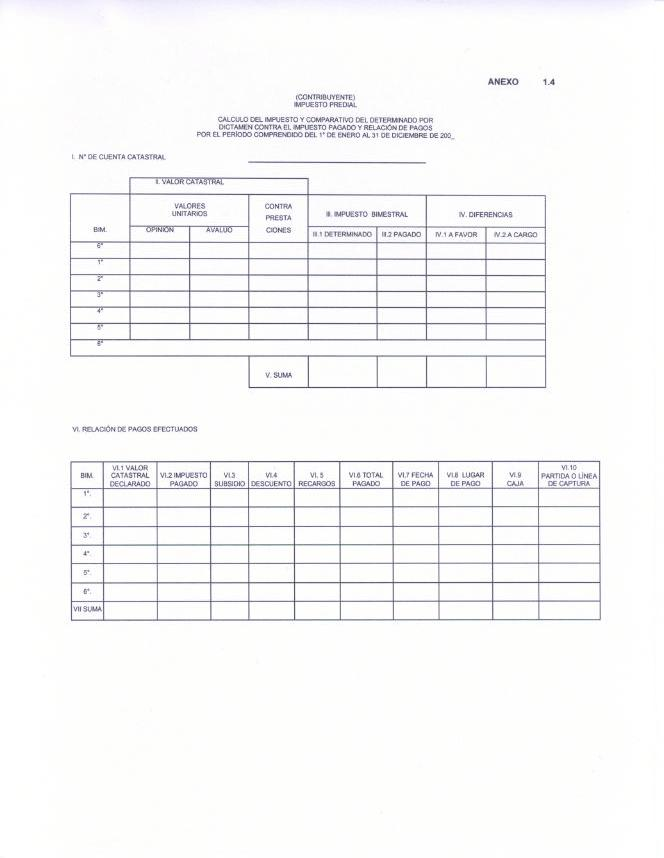 ANEXO 1.4
(CONTRIBUYENTE)
IMPUESTO PREDIAL
CALCULO DEL IMPUESTO Y COMPARATIVO DEL DETERMINADO POR
DICTAMEN CONTRA EL IMPUESTO PAGADO Y RELACIÓN DE PAGOS
POR EL PERÍODO COMPRENDIDO DEL 1° DE ENERO AL 31 DE DICIEMBRE DE 200_
I. N° DE CUENTA CATASTRAL
II. VALOR CATASTRAL
VALORES
UNITARIOS
CONTRA
PRESTA
CIONES
III. IMPUESTO BIMESTRAL
IV. DIFERENCIAS
BIM.
OPINION
AVALUO
III.1 DETERMINADO
III.2 PAGADO
IV.1 A FAVOR
IV.2.A CARGO
6°
1°
2°
3°
4°
5°
6°
V. SUMA
VI. RELACIÓN DE PAGOS EFECTUADOS
BIM.
VI.1 VALOR
CATASTRAL
DECLARADO
VI.2 IMPUESTO
PAGADO
VI.3
SUBSIDIO
VI.4
DESCUENTO
VI. 5
RECARGOS
VI.6 TOTAL
PAGADO
VI.7 FECHA
DE PAGO
VI.8 LUGAR
DE PAGO
VI.9
CAJA
VI.10
PARTIDA O LÍNEA
DE CAPTURA
1°.
2°.
3°.
4°.
5°.
6°.
VII SUMA